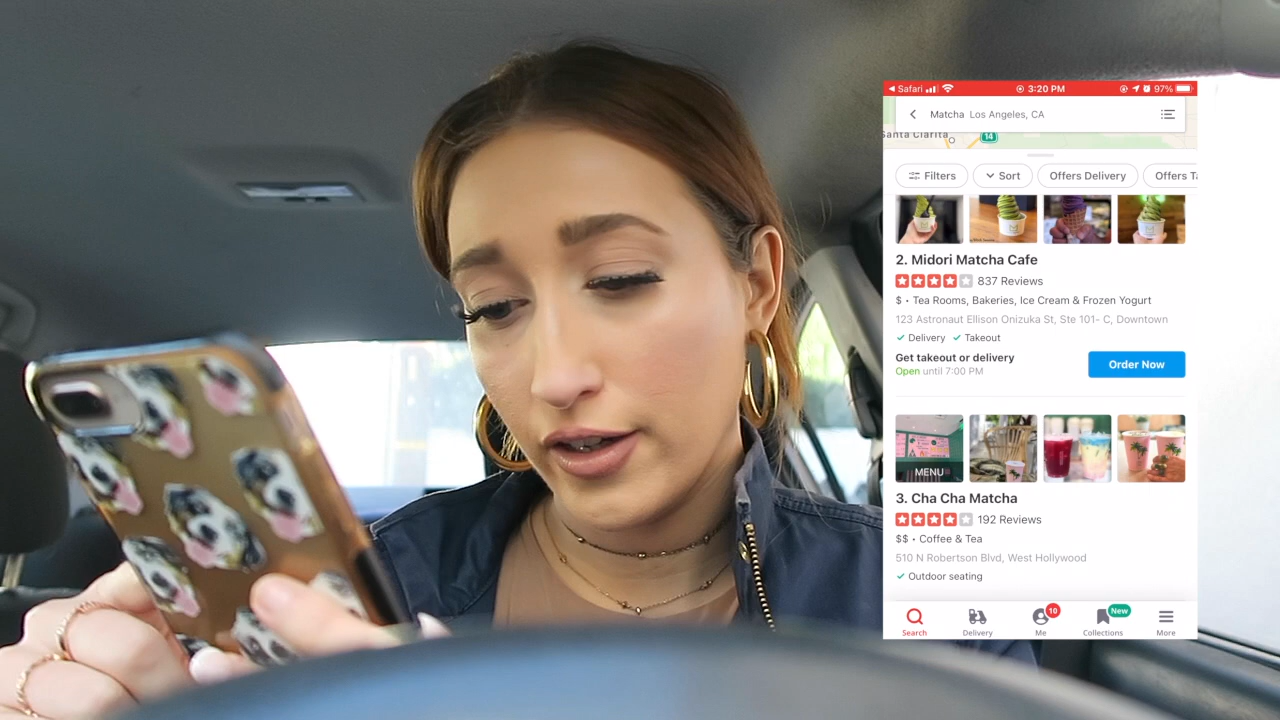 Safari 3:20 PM 97%
Matcha Los Angeles, CA
Santa Clarita
14
Filters Sort Offers Delivery Offers Ta
2. Midori Matcha Cafe
837 Reviews
$ • Tea Rooms, Bakeries, Ice Cream & Frozen Yogurt
123 Astronaut Ellison Onizuka St, Ste 101- C, Downtown
Delivery Takeout
Get takeout or delivery
Open until 7:00 PM
Order Now
MENU
3. Cha Cha Matcha
192 Reviews
$$ • Coffee & Tea
510 N Robertson Blvd, West Hollywood
Outdoor seating
10 New
Search Delivery Me Collections More